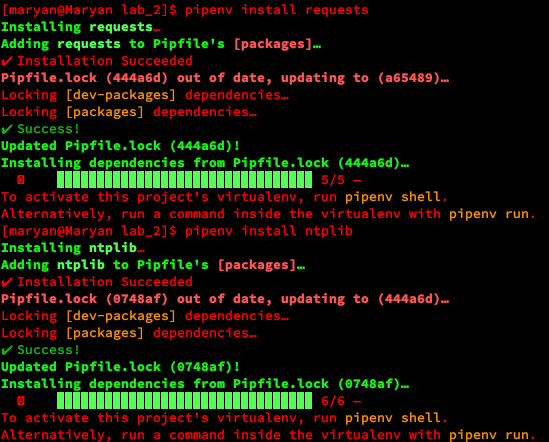 [maryan@Maryan lab_2]$ pipenv install requests
Installing requests…
Adding requests to Pipfile's [packages]…
✔ Installation Succeeded
Pipfile.lock (444a6d) out of date, updating to (a65489)…
Locking [dev-packages] dependencies…
Locking [packages] dependencies…
✔ Success!
Updated Pipfile.lock (444a6d)!
Installing dependencies from Pipfile.lock (444a6d)…
5/5 —
To activate this project's virtualenv, run pipenv shell.
Alternatively, run a command inside the virtualenv with pipenv run.
[maryan@Maryan lab_2]$ pipenv install ntplib
Installing ntplib…
Adding ntplib to Pipfile's [packages]…
✔ Installation Succeeded
Pipfile.lock (0748af) out of date, updating to (444a6d)…
Locking [dev-packages] dependencies…
Locking [packages] dependencies…
✔ Success!
Updated Pipfile.lock (0748af)!
Installing dependencies from Pipfile.lock (0748af)…
6/6 —
To activate this project's virtualenv, run pipenv shell.
Alternatively, run a command inside the virtualenv with pipenv run.